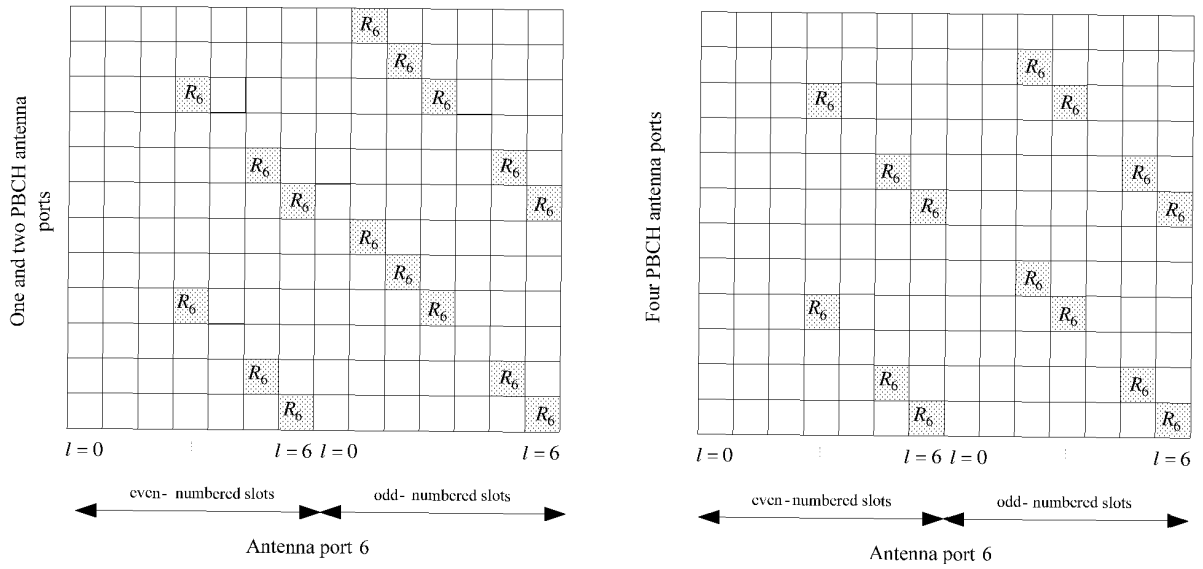 One and two PBCH antenna
ports
R₆
R₆
R₆ R₆
R₆ R₆
R₆ R₆
R₆
R₆
R₆ R₆
R₆ R₆
R₆ R₆
l = 0 l = 6 l = 0 l = 6
even- numbered slots odd- numbered slots
Antenna port 6
Four PBCH antenna ports
R₆
R₆ R₆
R₆ R₆
R₆ R₆
R₆
R₆ R₆
R₆ R₆
R₆ R₆
l = 0 l = 6 l = 0 l = 6
even- numbered slots odd- numbered slots
Antenna port 6